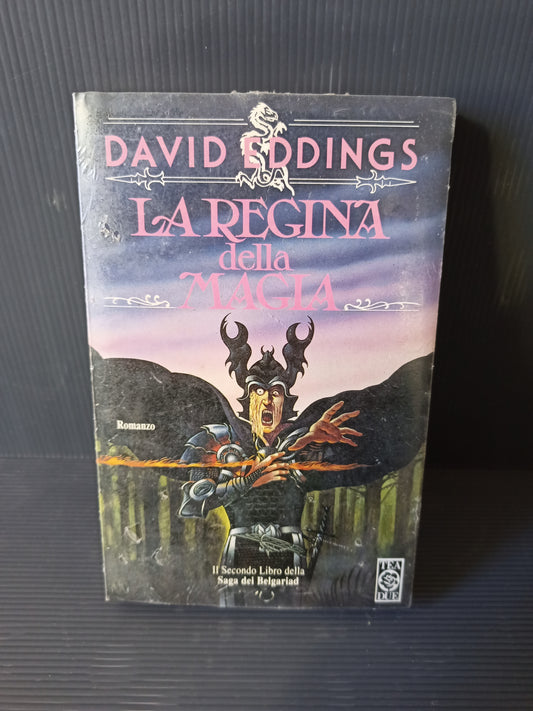 DAVID EDDINGS
LA REGINA
della
MAGIA
Romanzo
Il Secondo Libro della
Saga dei Belgariad
TEA
DUE